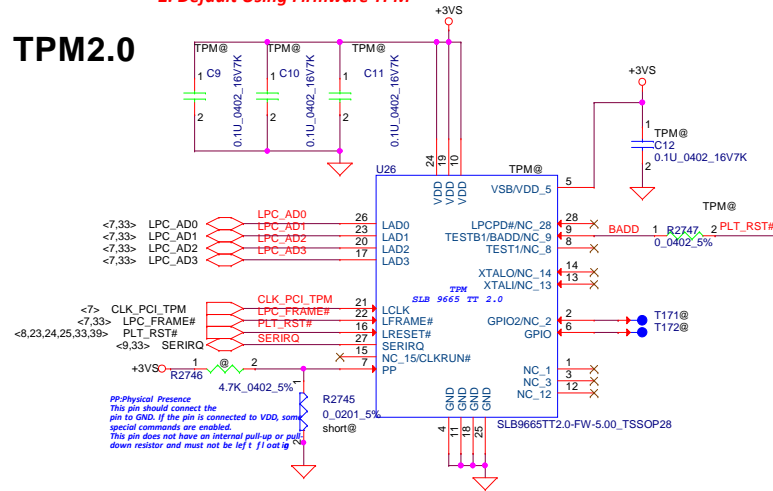 2. Default Using Firmware TPM
TPM2.0
+3VS
TPM@
TPM@
TPM@
1
1
1
C9
C10
C11
2
2
2
0.1U_0402_16V7K
0.1U_0402_16V7K
0.1U_0402_16V7K
+3VS
1
TPM@
C12
0.1U_0402_16V7K
2
U26
TPM@
24
19
10
VDD
VDD
VDD
VSB/VDD_5
5
<7,33> LPC_AD0 LPC_AD0 26 LAD0
<7,33> LPC_AD1 LPC_AD1 23 LAD1
<7,33> LPC_AD2 LPC_AD2 20 LAD2
<7,33> LPC_AD3 LPC_AD3 17 LAD3
LPCPD#/NC_28 28
TESTB1/BADD/NC_9 9 BADD 1 R2747 2 PLT_RST#
TPM@
0_0402_5%
TEST1/NC_8 8
XTALO/NC_14 14
XTALI/NC_13 13
TPM
SLB 9665 TT 2.0
<7> CLK_PCI_TPM CLK_PCI_TPM 21 LCLK
<7,33> LPC_FRAME# LPC_FRAME# 22 LFRAME#
<8,23,24,25,33,39> PLT_RST# PLT_RST# 16 LRESET#
<9,33> SERIRQ SERIRQ 27 SERIRQ
15 NC_15/CLKRUN#
7 PP
GPIO2/NC_2 2 T171@
GPIO 6 T172@
NC_1 1
NC_3 3
NC_12 12
+3VS 1 @ 2
R2746
4.7K_0402_5%
1
R2745
0_0201_5%
short@
2
GND
GND
GND
GND
4
11
18
25
SLB9665TT2.0-FW-5.00_TSSOP28
PP:Physical Presence
This pin should connect the
pin to GND. If the pin is connected to VDD, some
special commands are enabled.
This pin does not have an internal pull-up or pull-
down resistor and must not be left floating